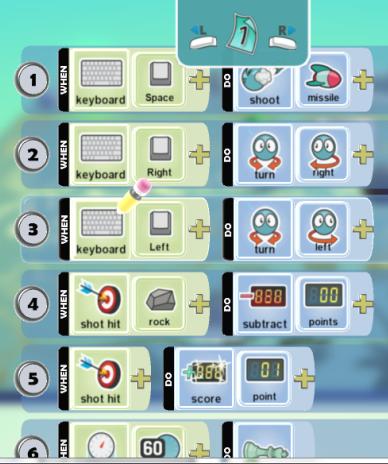 L 1 R
1 WHEN keyboard Space DO shoot missile
2 WHEN keyboard Right DO turn right
3 WHEN keyboard Left DO turn left
4 WHEN shot hit rock DO subtract 00 points
5 WHEN shot hit DO score 01 point
6 WHEN 60 DO